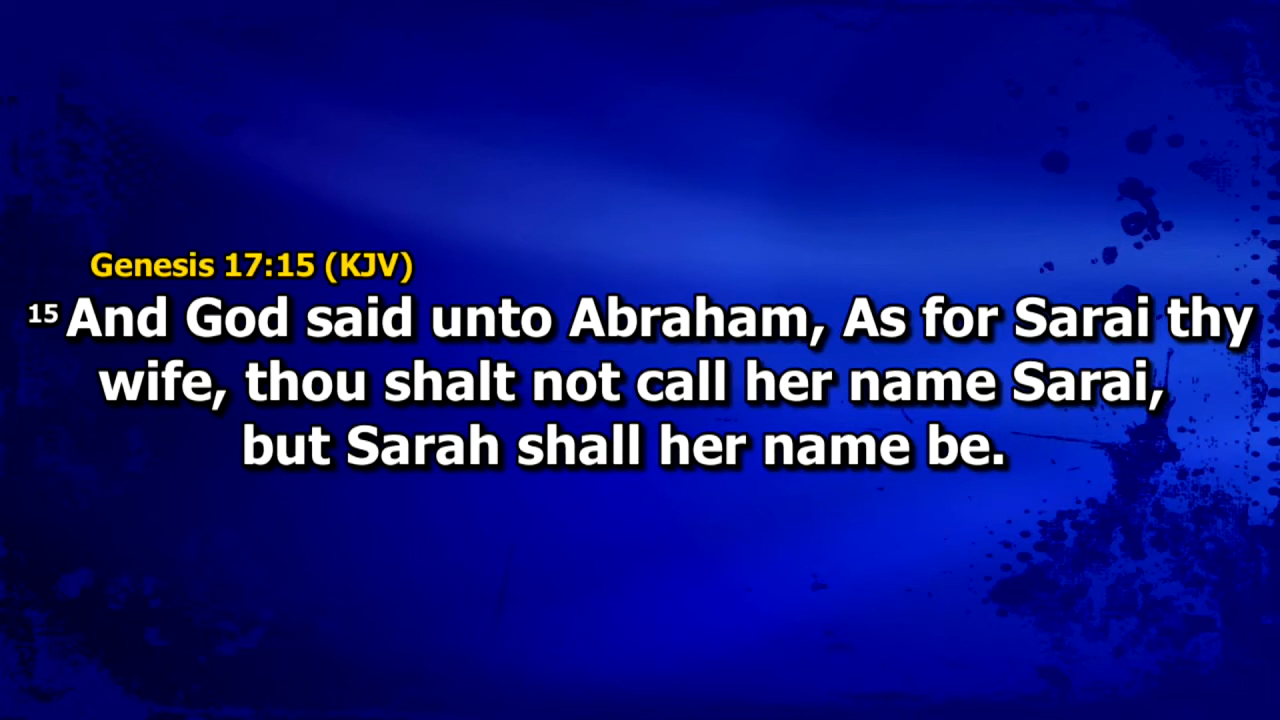 Genesis 17:15 (KJV)
15 And God said unto Abraham, As for Sarai thy
wife, thou shalt not call her name Sarai,
but Sarah shall her name be.